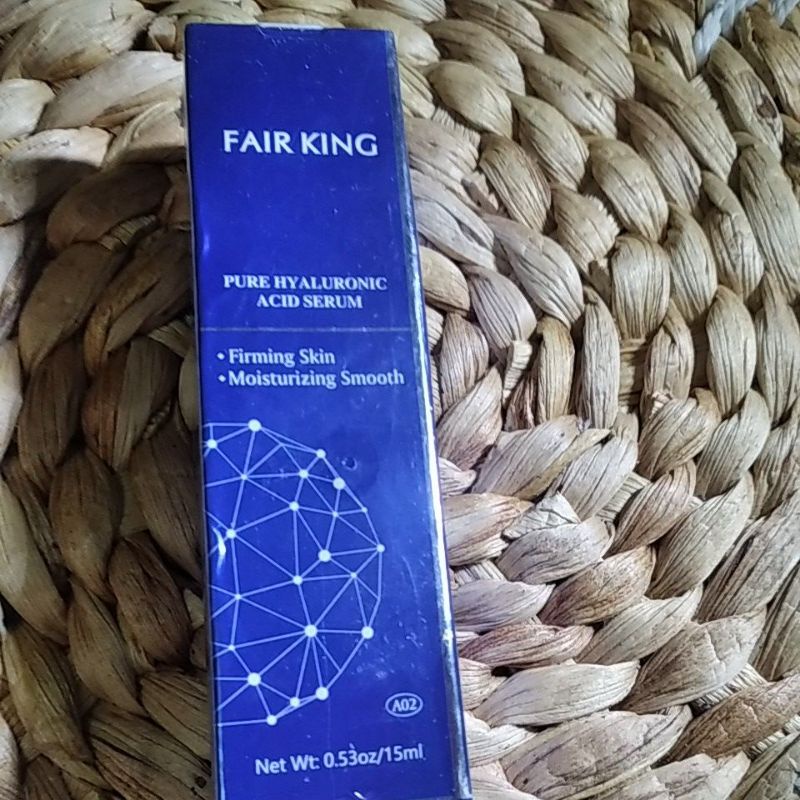 FAIR KING
PURE HYALURONIC
ACID SERUM
• Firming Skin
• Moisturizing Smooth
A02
Net Wt: 0.53oz/15ml